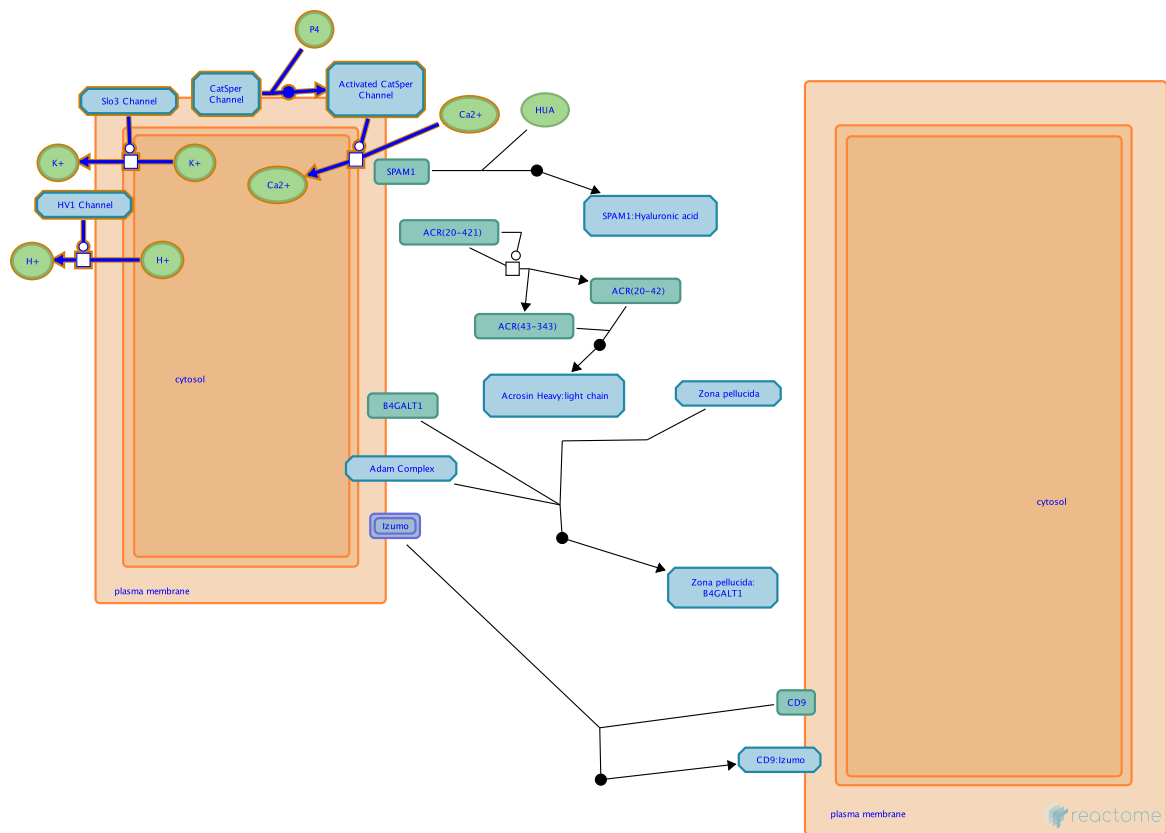 P4
CatSper
Channel
Activated CatSper
Channel
Slo3 Channel
Ca2+
HUA
K+
K+
Ca2+
SPAM1
HV1 Channel
SPAM1:Hyaluronic acid
ACR(20-421)
H+
H+
ACR(20-42)
ACR(43-343)
cytosol
Acrosin Heavy:light chain
Zona pellucida
B4GALT1
Adam Complex
cytosol
Izumo
Zona pellucida:
B4GALT1
plasma membrane
CD9
CD9:Izumo
plasma membrane
reactome